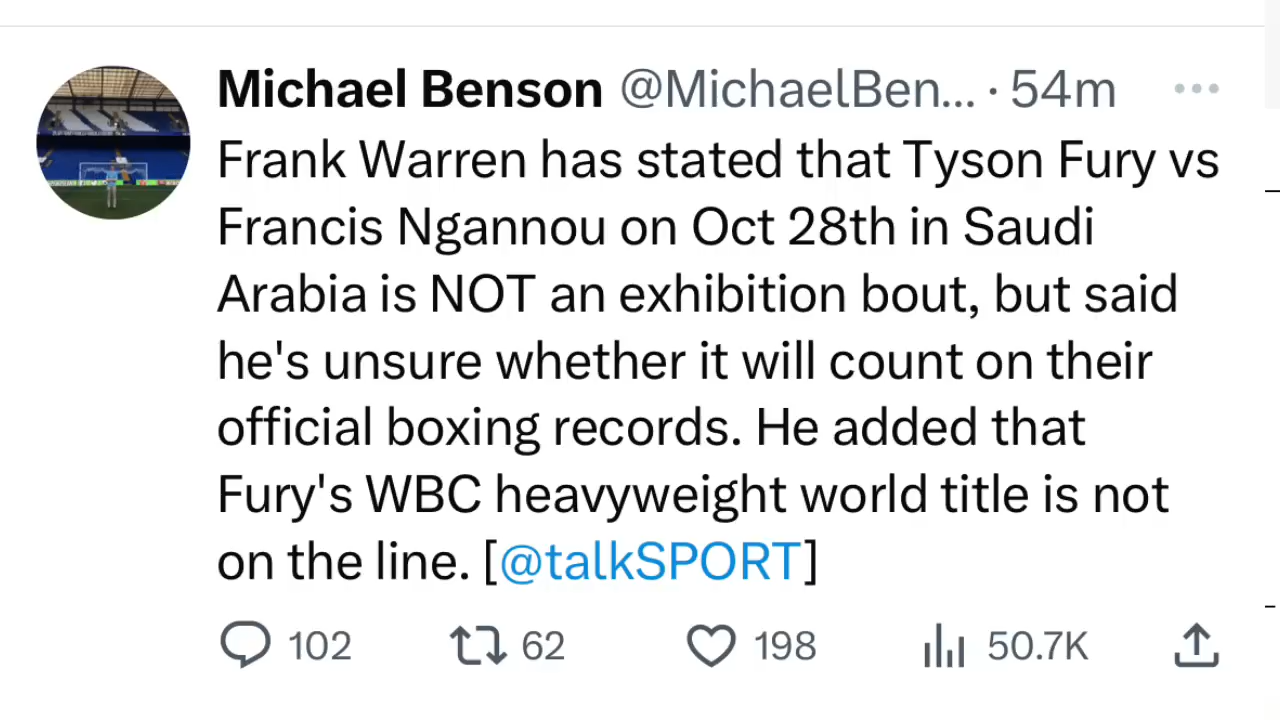 Michael Benson @MichaelBen... · 54m
Frank Warren has stated that Tyson Fury vs
Francis Ngannou on Oct 28th in Saudi
Arabia is NOT an exhibition bout, but said
he's unsure whether it will count on their
official boxing records. He added that
Fury's WBC heavyweight world title is not
on the line. [@talkSPORT]
102 62 198 50.7K